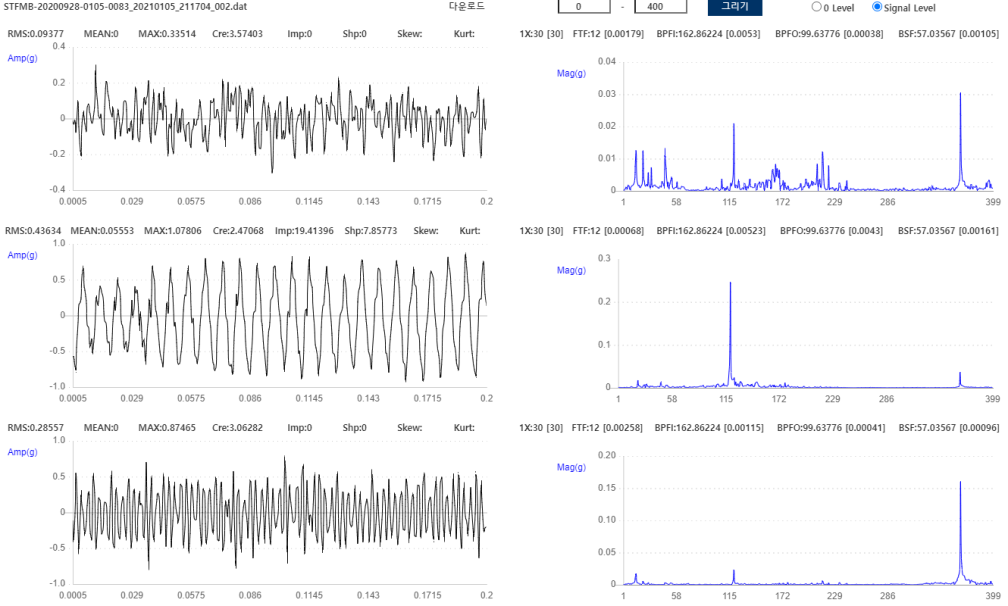 STFMB-20200928-0105-0083_20210105_211704_002.dat 다운로드 0 - 400 그리기 0 Level Signal Level
RMS:0.09377 MEAN:0 MAX:0.33514 Cre:3.57403 Imp:0 Shp:0 Skew: Kurt:
Amp(g)
0.4
0.2
0
-0.2
-0.4
0.0005 0.029 0.0575 0.086 0.1145 0.143 0.1715 0.2
1X:30 [30] FTF:12 [0.00179] BPFI:162.86224 [0.0053] BPFO:99.63776 [0.00038] BSF:57.03567 [0.00105]
Mag(g)
0.04
0.03
0.02
0.01
0
1 58 115 172 229 286 399
RMS:0.43634 MEAN:0.05553 MAX:1.07806 Cre:2.47068 Imp:19.41396 Shp:7.85773 Skew: Kurt:
Amp(g)
1.0
0.5
0
-0.5
-1.0
0.0005 0.029 0.0575 0.086 0.1145 0.143 0.1715 0.2
1X:30 [30] FTF:12 [0.00068] BPFI:162.86224 [0.00523] BPFO:99.63776 [0.0043] BSF:57.03567 [0.00161]
Mag(g)
0.3
0.2
0.1
0
1 58 115 172 229 286 399
RMS:0.28557 MEAN:0 MAX:0.87465 Cre:3.06282 Imp:0 Shp:0 Skew: Kurt:
Amp(g)
1.0
0.5
0
-0.5
-1.0
0.0005 0.029 0.0575 0.086 0.1145 0.143 0.1715 0.2
1X:30 [30] FTF:12 [0.00258] BPFI:162.86224 [0.00115] BPFO:99.63776 [0.00041] BSF:57.03567 [0.00096]
Mag(g)
0.20
0.15
0.10
0.05
0
1 58 115 172 229 286 399